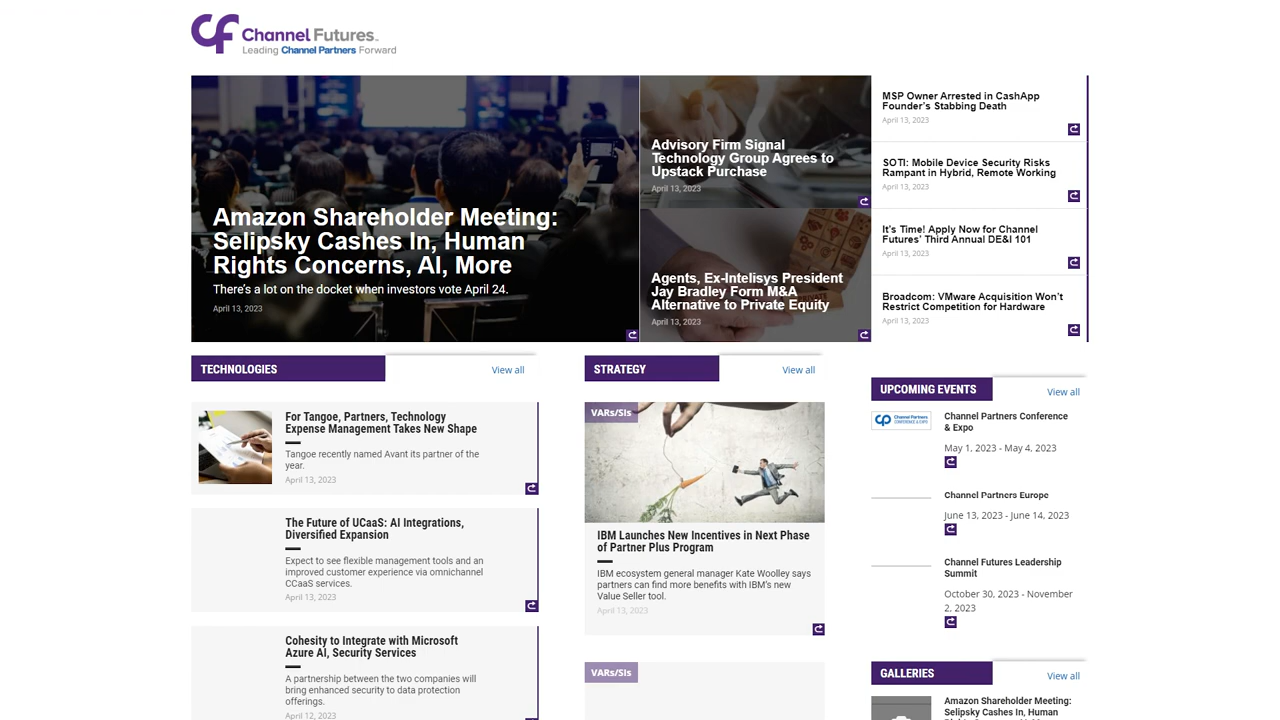 Channel Futures™
Leading Channel Partners Forward
Amazon Shareholder Meeting:
Selipsky Cashes In, Human
Rights Concerns, AI, More
There's a lot on the docket when investors vote April 24.
April 13, 2023
Advisory Firm Signal
Technology Group Agrees to
Upstack Purchase
April 13, 2023
Agents, Ex-Intelisys President
Jay Bradley Form M&A
Alternative to Private Equity
April 13, 2023
MSP Owner Arrested in CashApp
Founder's Stabbing Death
April 13, 2023
SOTI: Mobile Device Security Risks
Rampant in Hybrid, Remote Working
April 13, 2023
It's Time! Apply Now for Channel
Futures' Third Annual DE&I 101
April 13, 2023
Broadcom: VMware Acquisition Won't
Restrict Competition for Hardware
April 13, 2023
TECHNOLOGIES
View all
For Tangoe, Partners, Technology
Expense Management Takes New Shape
Tangoe recently named Avant its partner of the
year.
April 13, 2023
The Future of UCaaS: AI Integrations,
Diversified Expansion
Expect to see flexible management tools and an
improved customer experience via omnichannel
CCaaS services.
April 13, 2023
Cohesity to Integrate with Microsoft
Azure AI, Security Services
A partnership between the two companies will
bring enhanced security to data protection
offerings.
April 12, 2023
STRATEGY
View all
VARs/SIs
IBM Launches New Incentives in Next Phase
of Partner Plus Program
IBM ecosystem general manager Kate Woolley says
partners can find more benefits with IBM's new
Value Seller tool.
April 13, 2023
VARs/SIs
UPCOMING EVENTS
View all
Channel Partners
CONFERENCE & EXPO
Channel Partners Conference
& Expo
May 1, 2023 - May 4, 2023
Channel Partners Europe
June 13, 2023 - June 14, 2023
Channel Futures Leadership
Summit
October 30, 2023 - November
2, 2023
GALLERIES
View all
Amazon Shareholder Meeting:
Selipsky Cashes In, Human